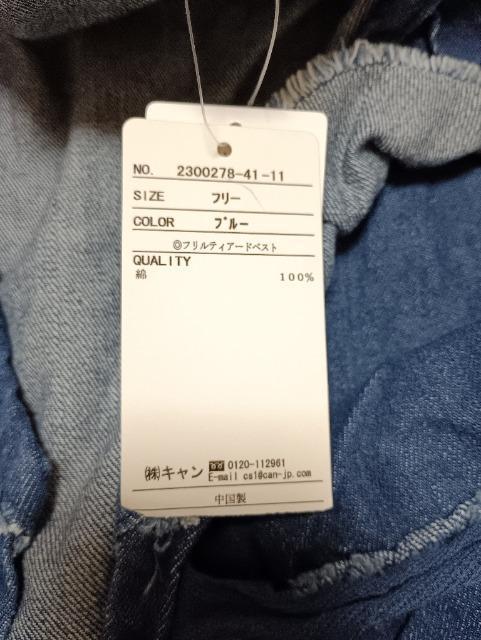 NO. 2300278-41-11
SIZE フリー
COLOR ブルー
◎フリルティアードベスト
QUALITY
綿 100%
㈱キャン 0120-112961
E-mail cs1@can-jp.com
中国製